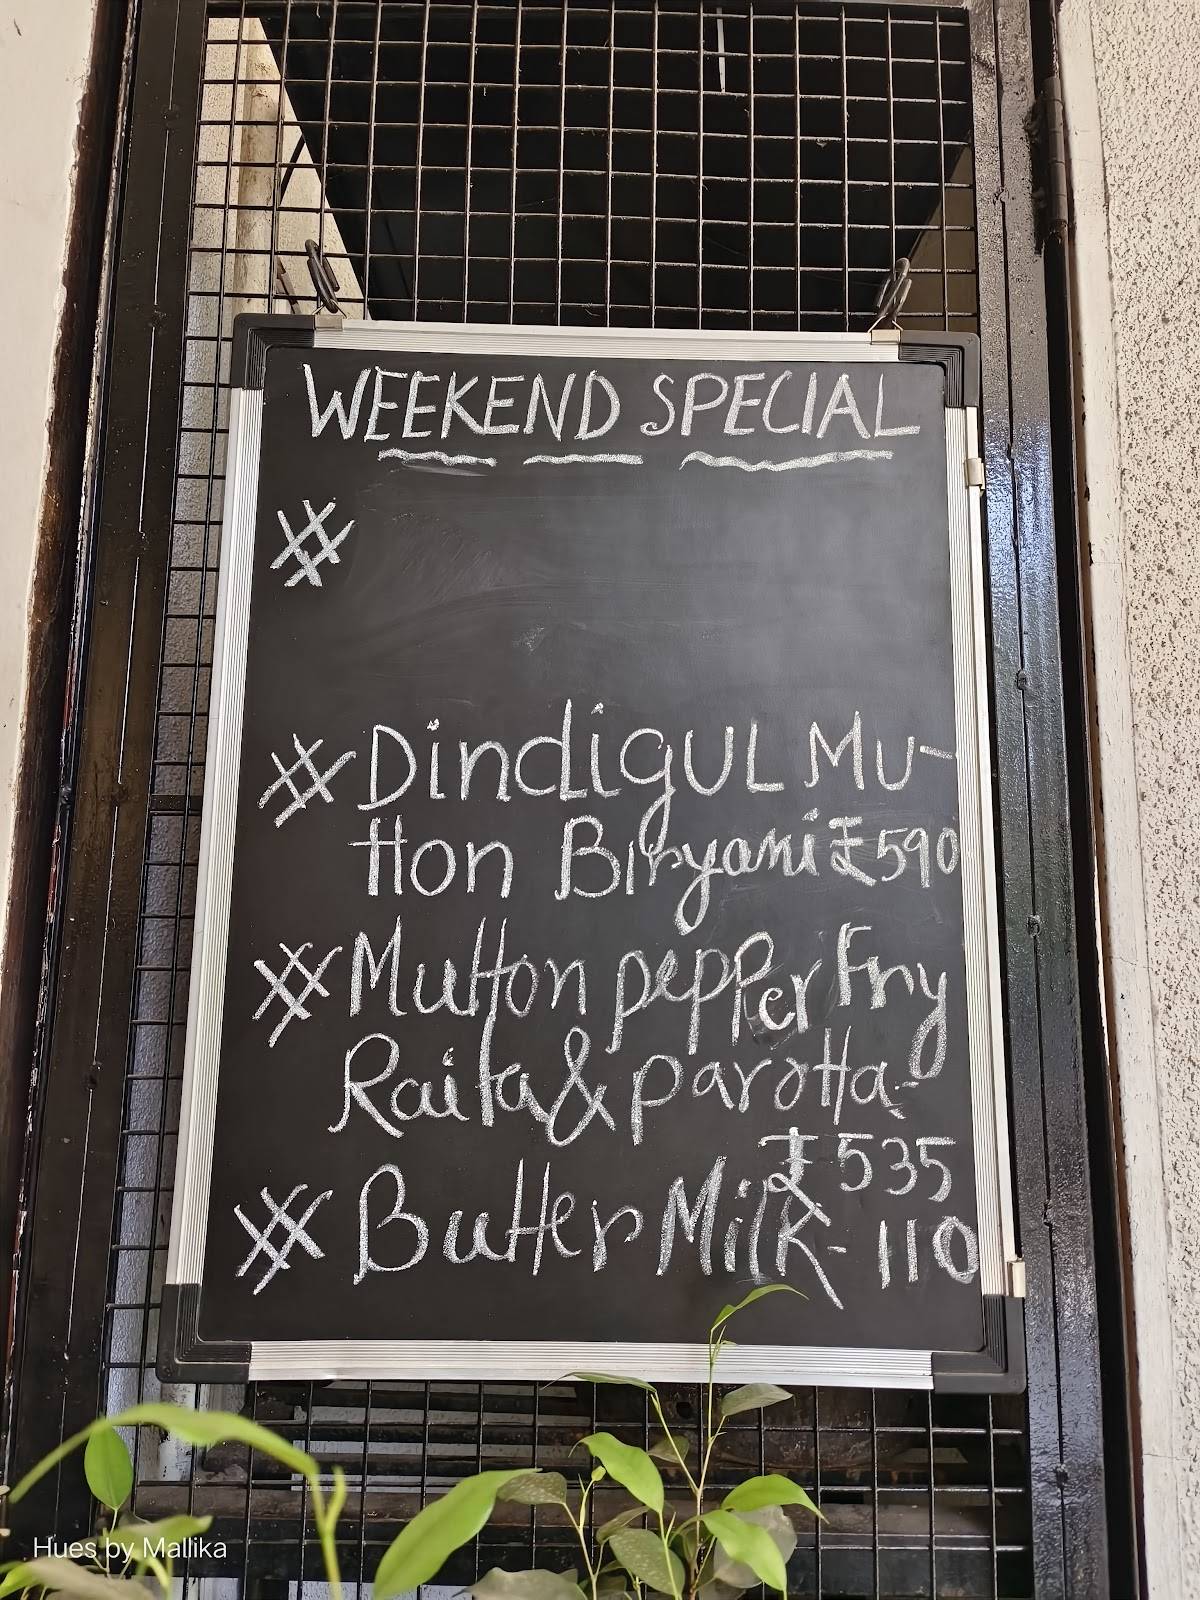 WEEKEND SPECIAL
#
# DindiguL Mu-
tton Biryani ₹590
# Mutton pepper Fry
Raita & parotta-
₹535
# Butter Milk - 110
Hues by Mallika